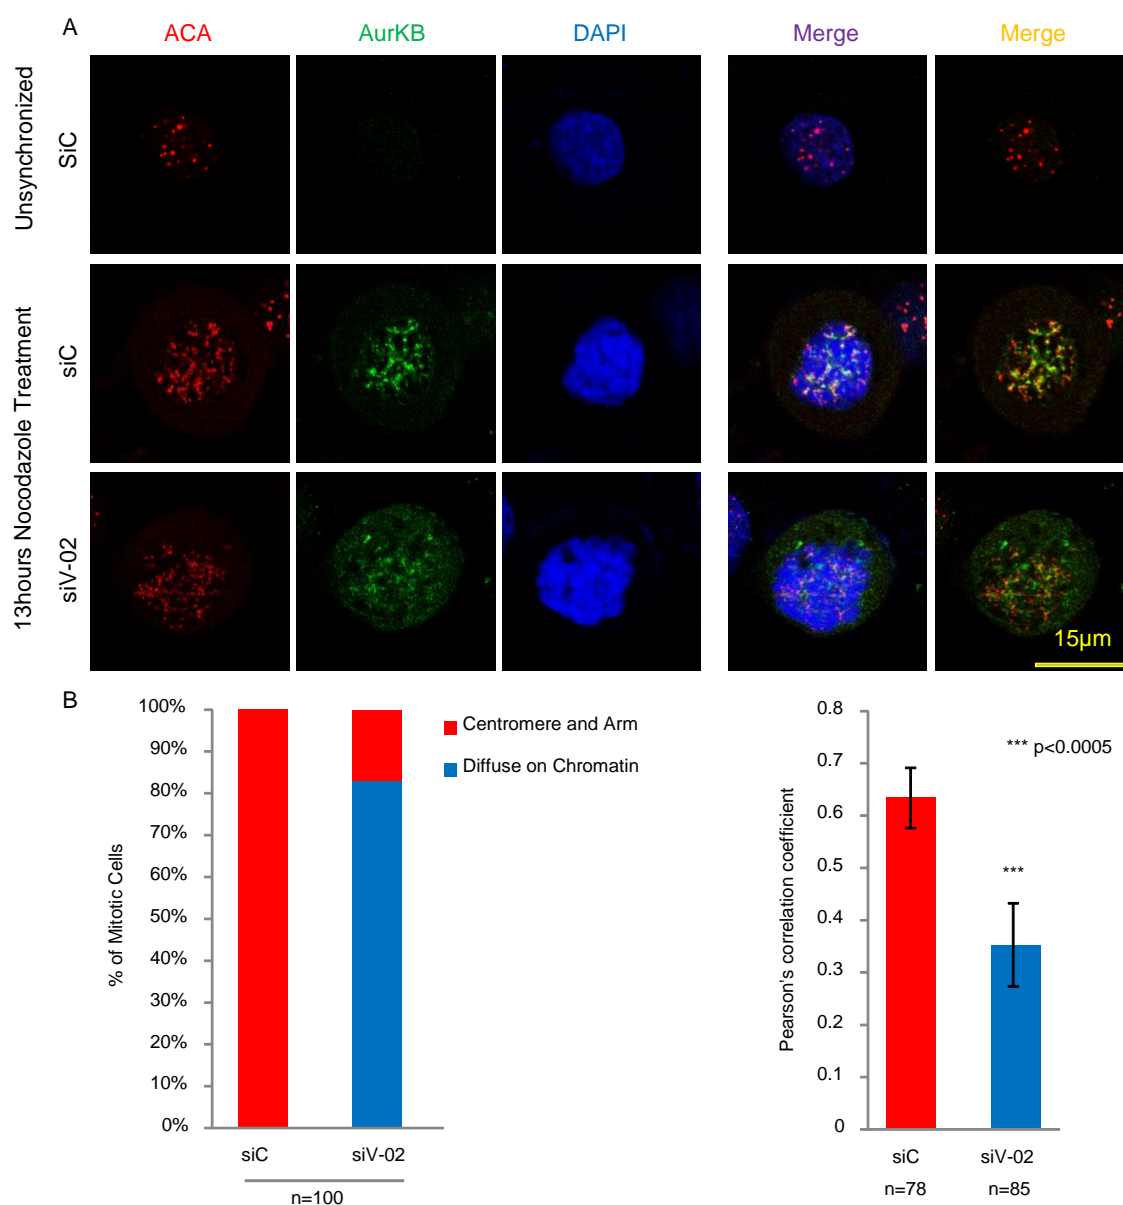 A
ACA AurKB DAPI Merge Merge
Unsynchronized
SiC
13hours Nocodazole Treatment
siC
siV-02
15µm
B
% of Mitotic Cells
100%
90%
80%
70%
60%
50%
40%
30%
20%
10%
0%
siC siV-02
n=100
Centromere and Arm
Diffuse on Chromatin
Pearson's correlation coefficient
0.8
0.7
0.6
0.5
0.4
0.3
0.2
0.1
0
*** p<0.0005
***
siC siV-02
n=78 n=85